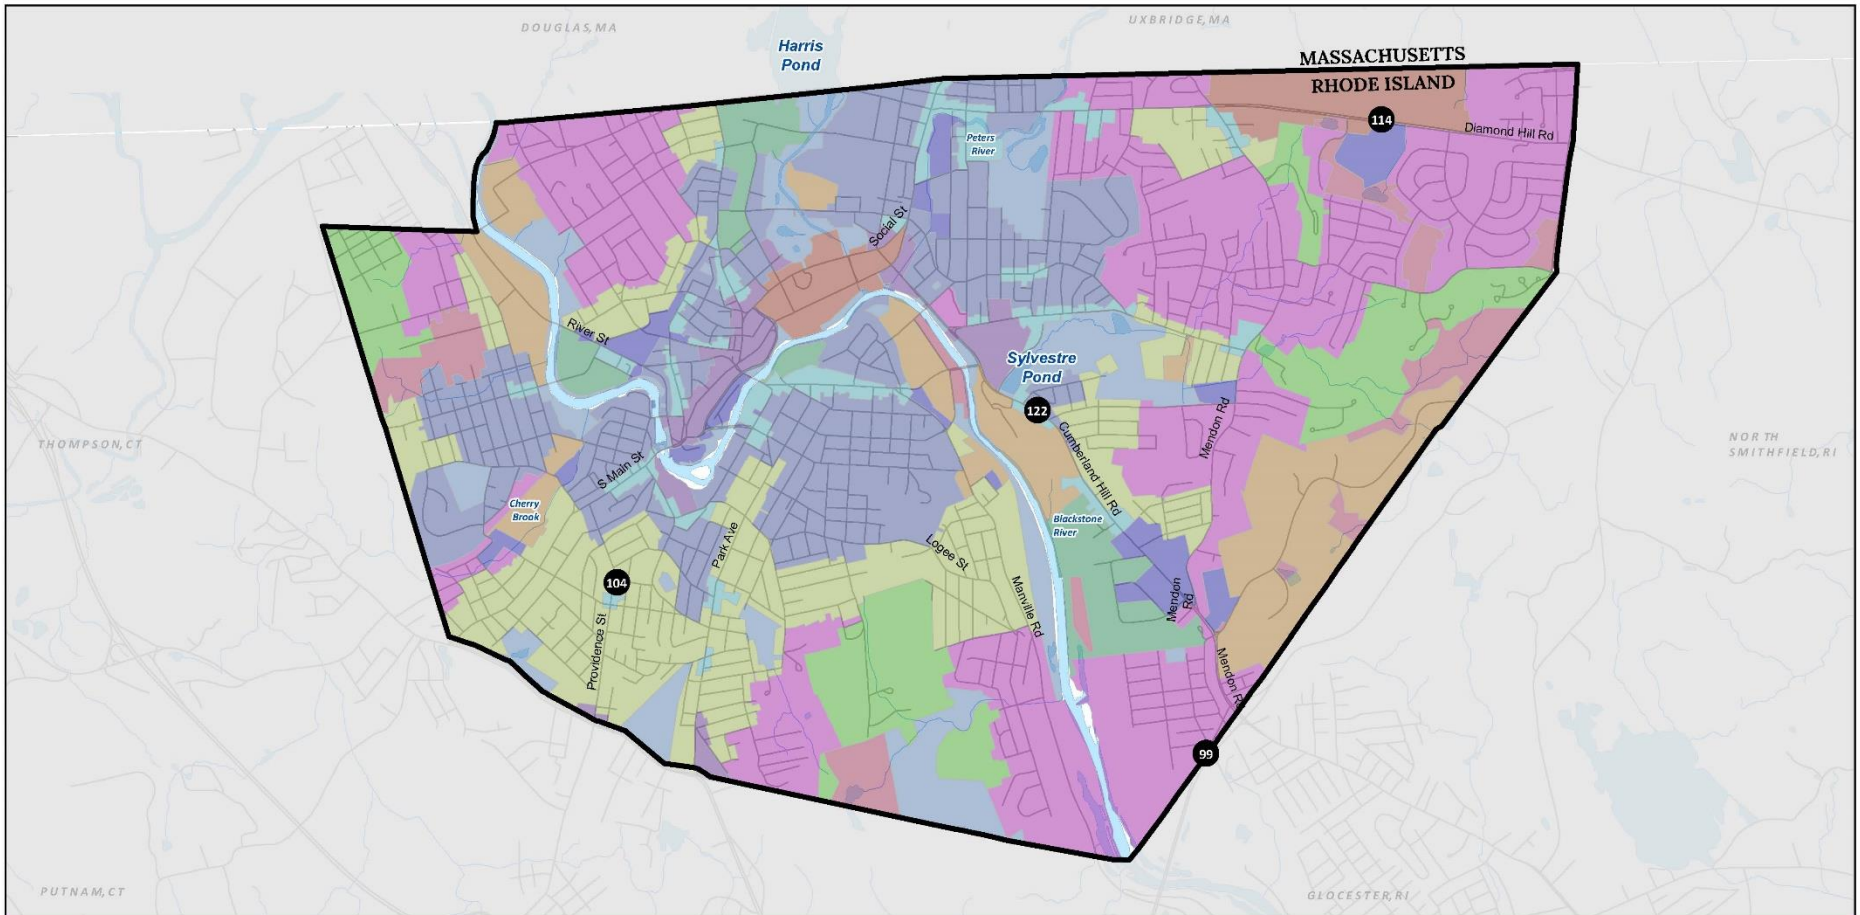 DOUGLAS,MA
UXBRIDGE,MA
Harris
Pond
MASSACHUSETTS
RHODE ISLAND
114
Diamond Hill Rd
Peters
River
Social St
River St
Sylvestre
Pond
122
Mendon Rd
Cumberland Hill Rd
THOMPSON,CT
NORTH
SMITHFIELD,RI
S Main St
Cherry
Brook
Park Ave
Logee St
Blackstone
River
104
Providence St
Manville Rd
Mendon
Rd
Mendon Rd
99
PUTNAM,CT
GLOCESTER,RI